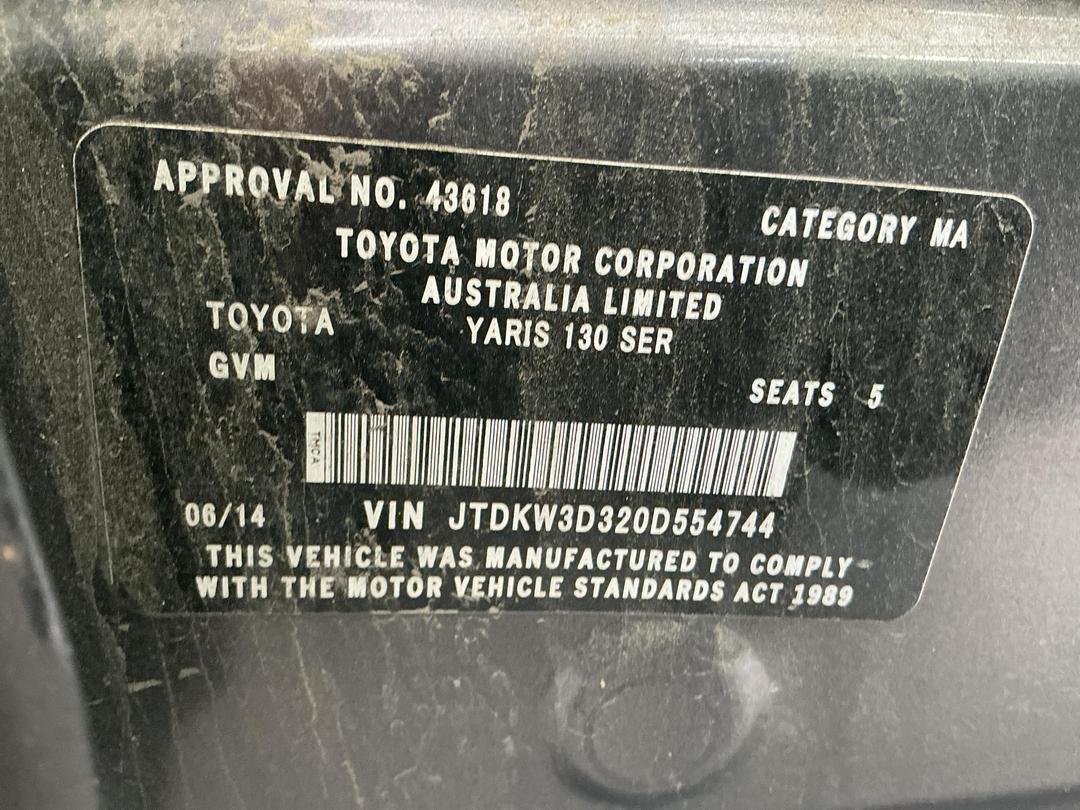 APPROVAL NO. 43618
CATEGORY MA
TOYOTA MOTOR CORPORATION
AUSTRALIA LIMITED
TOYOTA YARIS 130 SER
GVM
SEATS 5
TMCA
06/14 VIN JTDKW3D320D554744
THIS VEHICLE WAS MANUFACTURED TO COMPLY
WITH THE MOTOR VEHICLE STANDARDS ACT 1989